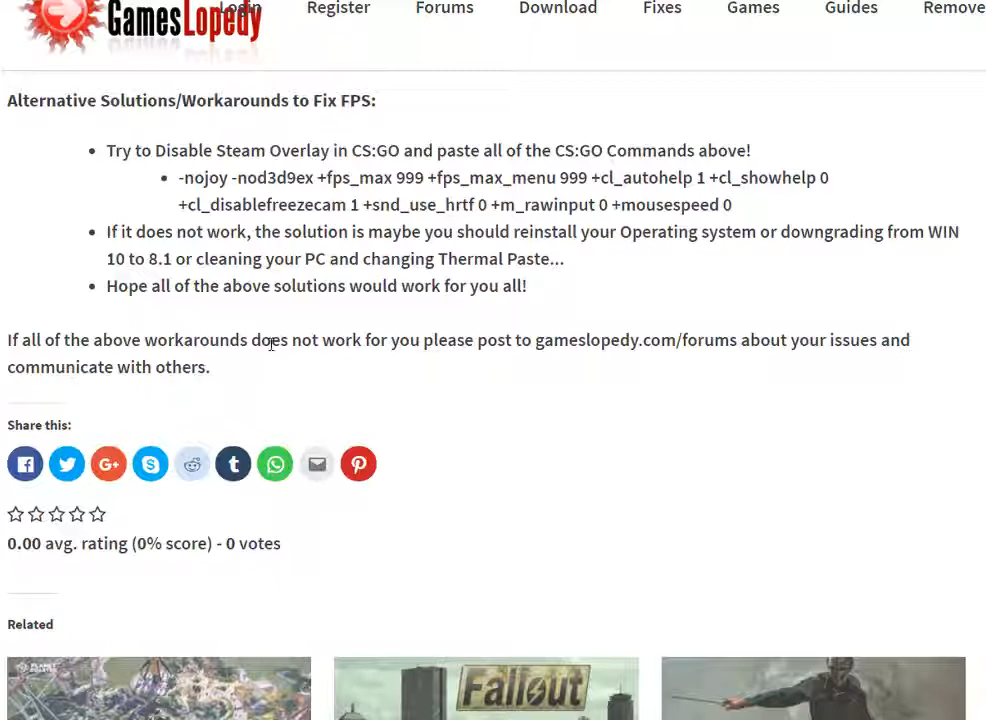 GamesLopedy
Login Register Forums Download Fixes Games Guides Remove
Alternative Solutions/Workarounds to Fix FPS:
Try to Disable Steam Overlay in CS:GO and paste all of the CS:GO Commands above!
-nojoy -nod3d9ex +fps_max 999 +fps_max_menu 999 +cl_autohelp 1 +cl_showhelp 0
+cl_disablefreezecam 1 +snd_use_hrtf 0 +m_rawinput 0 +mousespeed 0
If it does not work, the solution is maybe you should reinstall your Operating system or downgrading from WIN
10 to 8.1 or cleaning your PC and changing Thermal Paste...
Hope all of the above solutions would work for you all!
If all of the above workarounds does not work for you please post to gameslopedy.com/forums about your issues and
communicate with others.
Share this:
0.00 avg. rating (0% score) - 0 votes
Related
Fallout